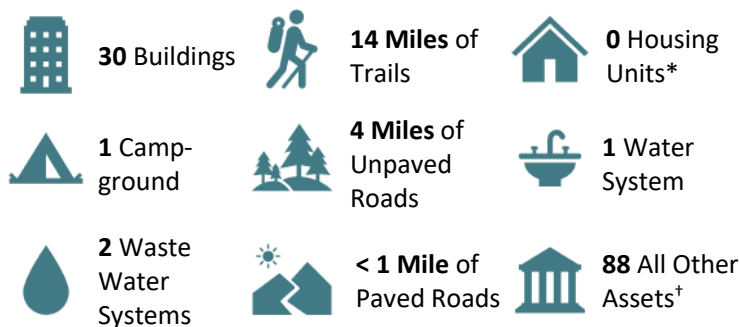 30 Buildings
14 Miles of
Trails
0 Housing
Units*
1 Camp-
ground
4 Miles of
Unpaved
Roads
1 Water
System
2 Waste
Water
Systems
< 1 Mile of
Paved Roads
88 All Other
Assets†